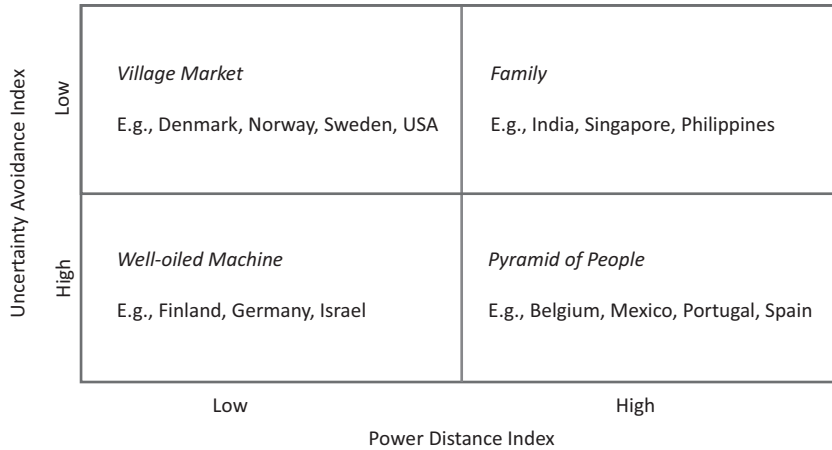 Uncertainty Avoidance Index
Low
Village Market
E.g., Denmark, Norway, Sweden, USA
Family
E.g., India, Singapore, Philippines
High
Well-oiled Machine
E.g., Finland, Germany, Israel
Pyramid of People
E.g., Belgium, Mexico, Portugal, Spain
Low
High
Power Distance Index